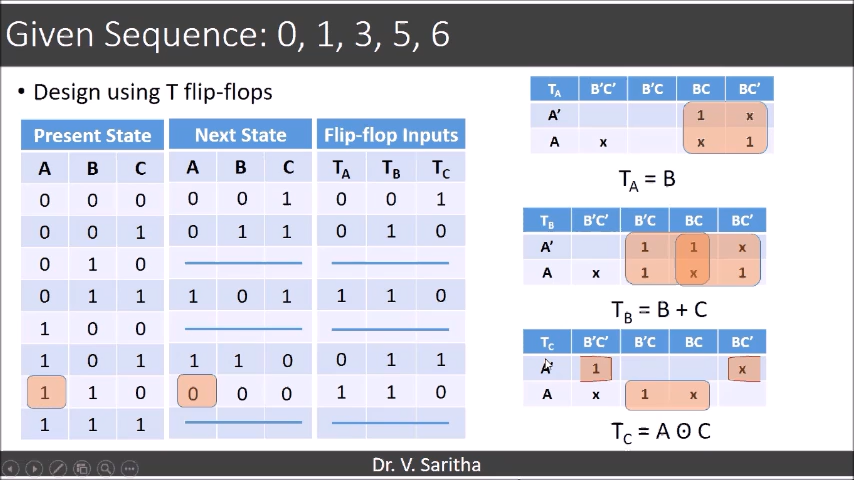 Given Sequence: 0, 1, 3, 5, 6
• Design using T flip-flops
Present State Next State Flip-flop Inputs
A B C A B C TA TB TC
0 0 0 0 0 1 0 0 1
0 0 1 0 1 1 0 1 0
0 1 0
0 1 1 1 0 1 1 1 0
1 0 0
1 0 1 1 1 0 0 1 1
1 1 0 0 0 0 1 1 0
1 1 1
TA B'C' B'C BC BC'
A' 1 x
A x x 1
TA = B
TB B'C' B'C BC BC'
A' 1 1 x
A x 1 x 1
TB = B + C
TC B'C' B'C BC BC'
A' 1 x
A x 1 x
TC = A ʘ C
Dr. V. Saritha